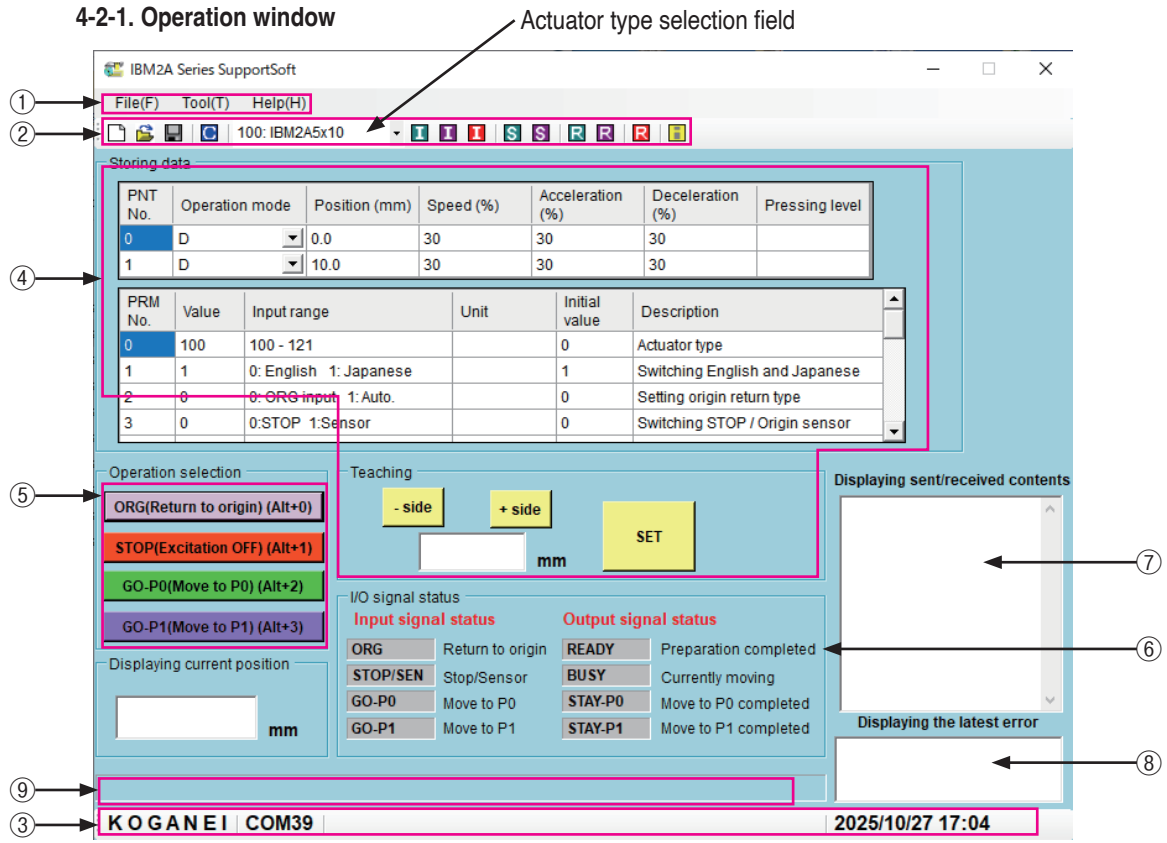 4-2-1. Operation window
Actuator type selection field
IBM2A Series SupportSoft
① File(F) Tool(T) Help(H)
② C 100: IBM2A5x10 I I I S S R R R i
Storing data
PNT No. Operation mode Position (mm) Speed (%) Acceleration (%) Deceleration (%) Pressing level
0 D 0.0 30 30 30
1 D 10.0 30 30 30
④
PRM No. Value Input range Unit Initial value Description
0 100 100 - 121 0 Actuator type
1 1 0: English 1: Japanese 1 Switching English and Japanese
2 0 0: ORG input 1: Auto. 0 Setting origin return type
3 0 0:STOP 1:Sensor 0 Switching STOP / Origin sensor
Operation selection
⑤
ORG(Return to origin) (Alt+0)
STOP(Excitation OFF) (Alt+1)
GO-P0(Move to P0) (Alt+2)
GO-P1(Move to P1) (Alt+3)
Teaching
- side + side
SET
mm
Displaying sent/received contents
⑦
I/O signal status
Input signal status Output signal status
ORG Return to origin READY Preparation completed
⑥
STOP/SEN Stop/Sensor BUSY Currently moving
GO-P0 Move to P0 STAY-P0 Move to P0 completed
GO-P1 Move to P1 STAY-P1 Move to P1 completed
Displaying current position
mm
Displaying the latest error
⑧
⑨
③ KOGANEI COM39 2025/10/27 17:04